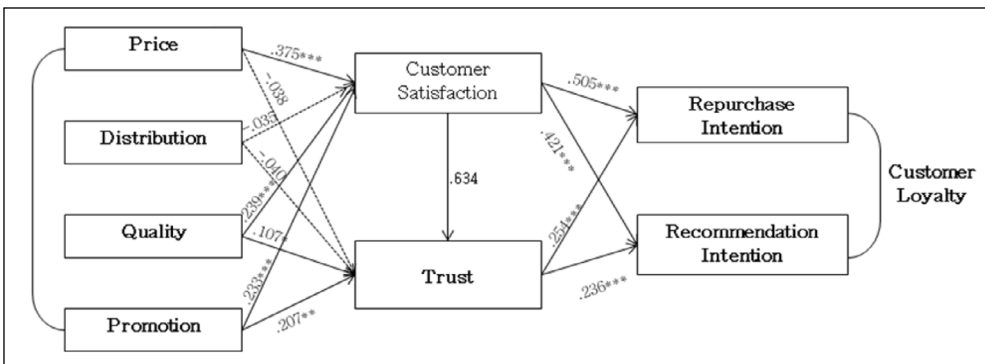 Price
Distribution
Quality
Promotion
.375***
-.038
-.035
-.040
.239***
.107*
.233***
.207**
Customer
Satisfaction
.634
Trust
.505***
.421***
.254***
.236***
Repurchase
Intention
Recommendation
Intention
Customer
Loyalty